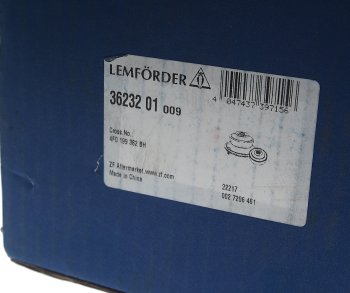 LEMFÖRDER
36232 01 009
4 047437 397156
Cross.No.:
4F0 199 382 BH
ZF Aftermarket www.zf.com
Made in China
22217
002 7206 461